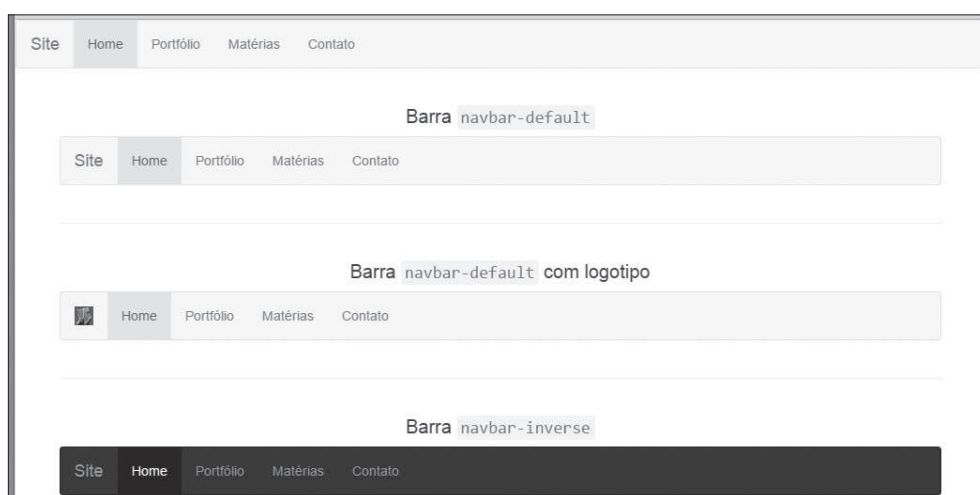 Site Home Portfólio Matérias Contato
Barra navbar-default
Site Home Portfólio Matérias Contato
Barra navbar-default com logotipo
Home Portfólio Matérias Contato
Barra navbar-inverse
Site Home Portfólio Matérias Contato